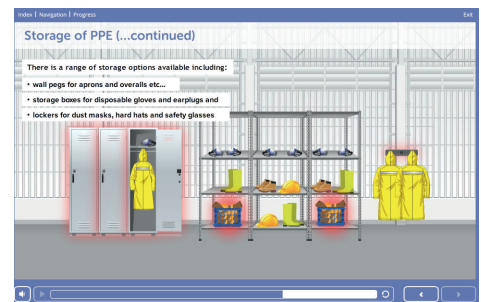 Index | Navigation | Progress
Exit
Storage of PPE (...continued)
There is a range of storage options available including:
• wall pegs for aprons and overalls etc...
• storage boxes for disposable gloves and earplugs and
• lockers for dust masks, hard hats and safety glasses